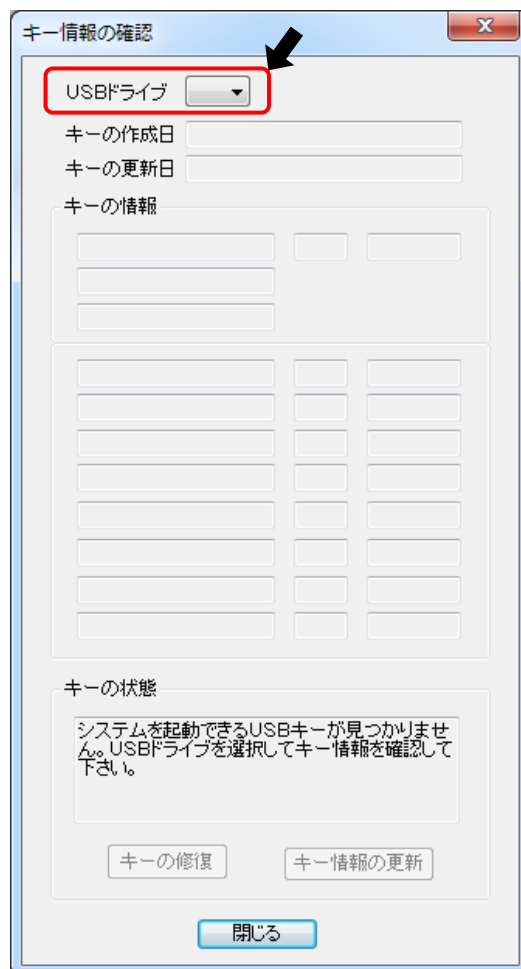 キー情報の確認
USBドライブ
キーの作成日
キーの更新日
キーの情報
キーの状態
システムを起動できるUSBキーが見つかりませ
ん。USBドライブを選択してキー情報を確認して
下さい。
キーの修復 キー情報の更新
閉じる